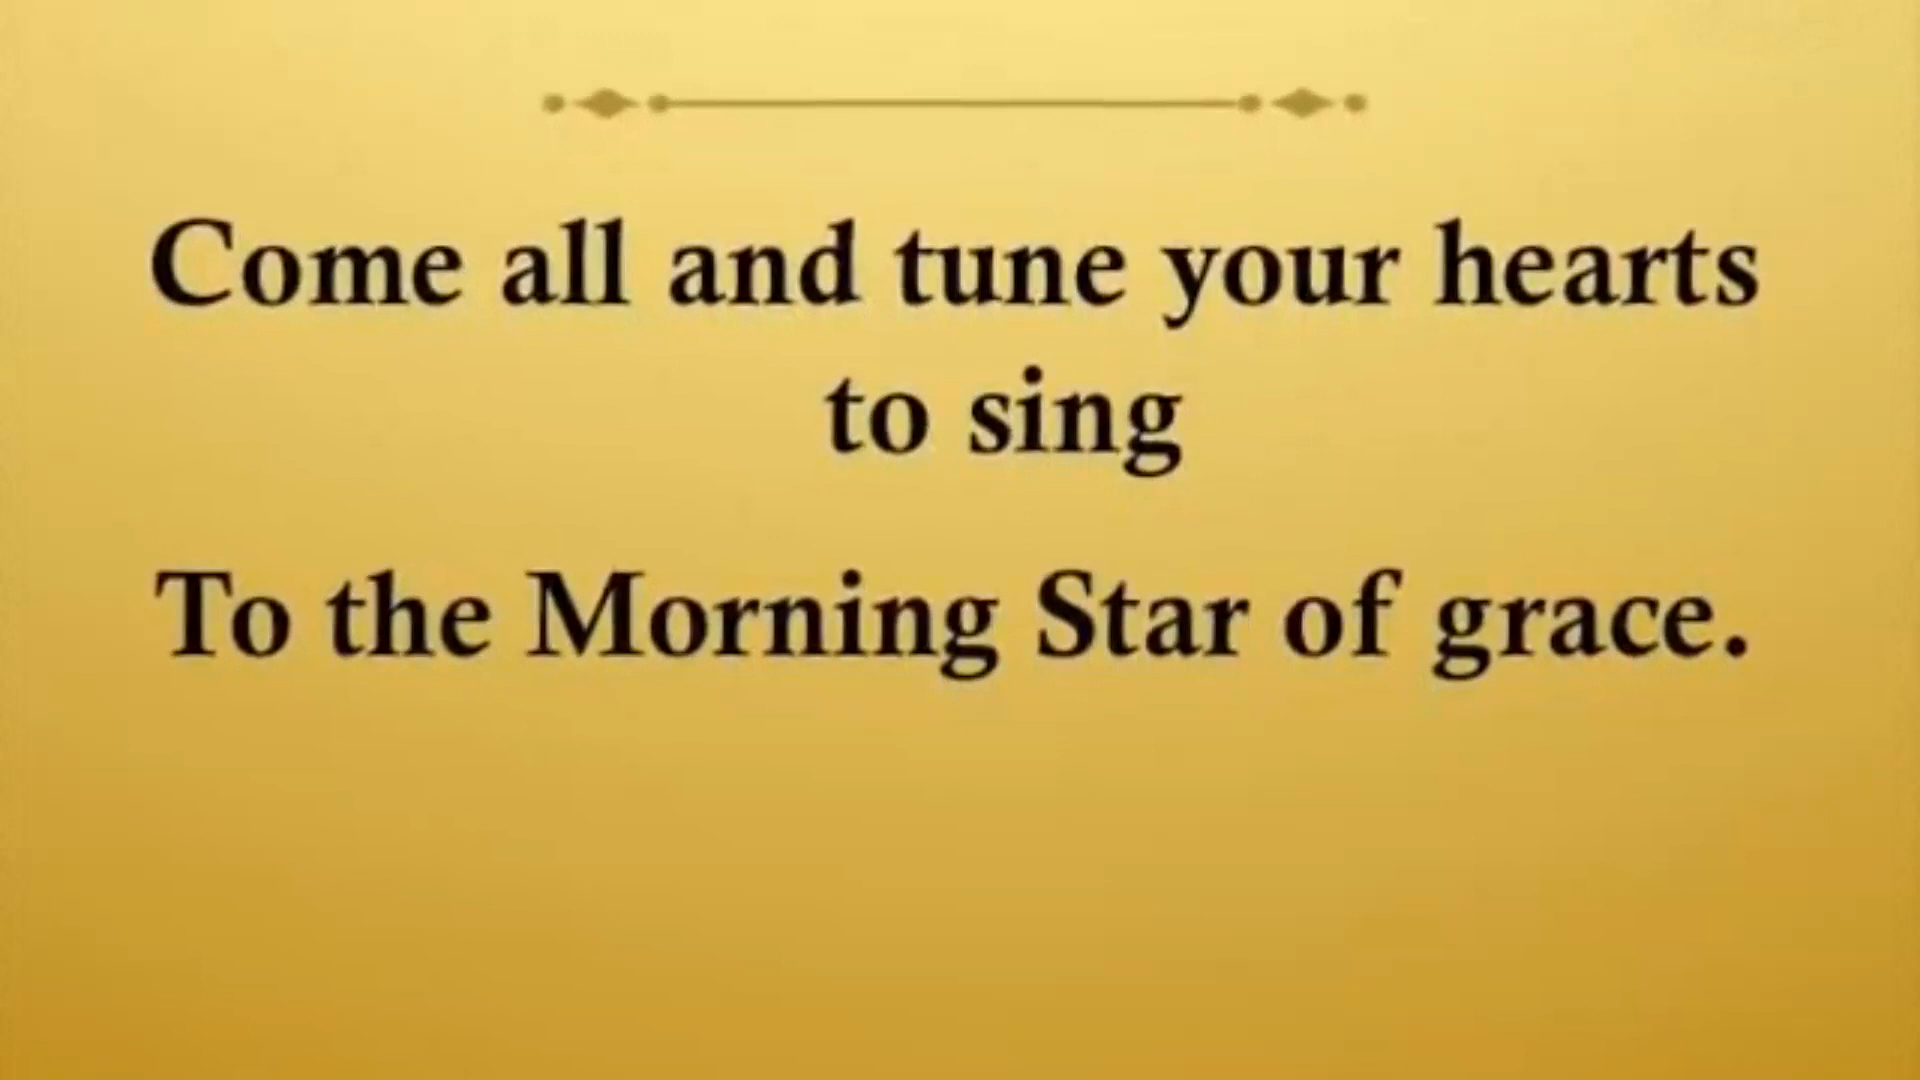 Come all and tune your hearts
to sing
To the Morning Star of grace.